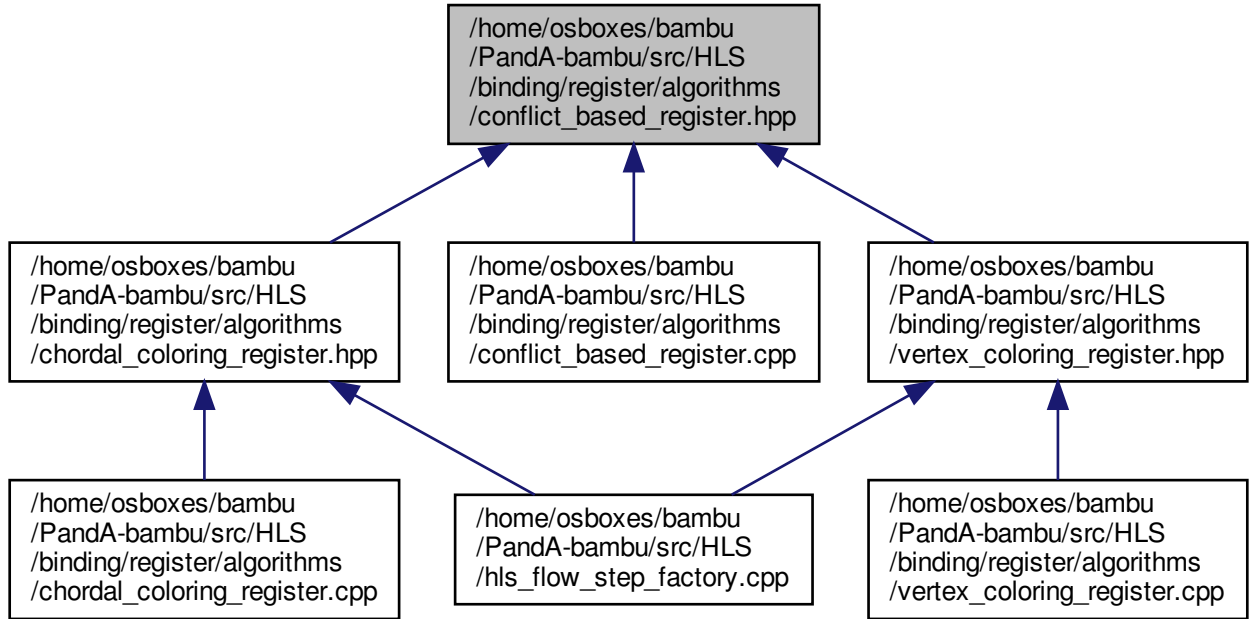 /home/osboxes/bambu
/PandA-bambu/src/HLS
/binding/register/algorithms
/conflict_based_register.hpp
/home/osboxes/bambu
/PandA-bambu/src/HLS
/binding/register/algorithms
/chordal_coloring_register.hpp
/home/osboxes/bambu
/PandA-bambu/src/HLS
/binding/register/algorithms
/conflict_based_register.cpp
/home/osboxes/bambu
/PandA-bambu/src/HLS
/binding/register/algorithms
/vertex_coloring_register.hpp
/home/osboxes/bambu
/PandA-bambu/src/HLS
/binding/register/algorithms
/chordal_coloring_register.cpp
/home/osboxes/bambu
/PandA-bambu/src/HLS
/hls_flow_step_factory.cpp
/home/osboxes/bambu
/PandA-bambu/src/HLS
/binding/register/algorithms
/vertex_coloring_register.cpp